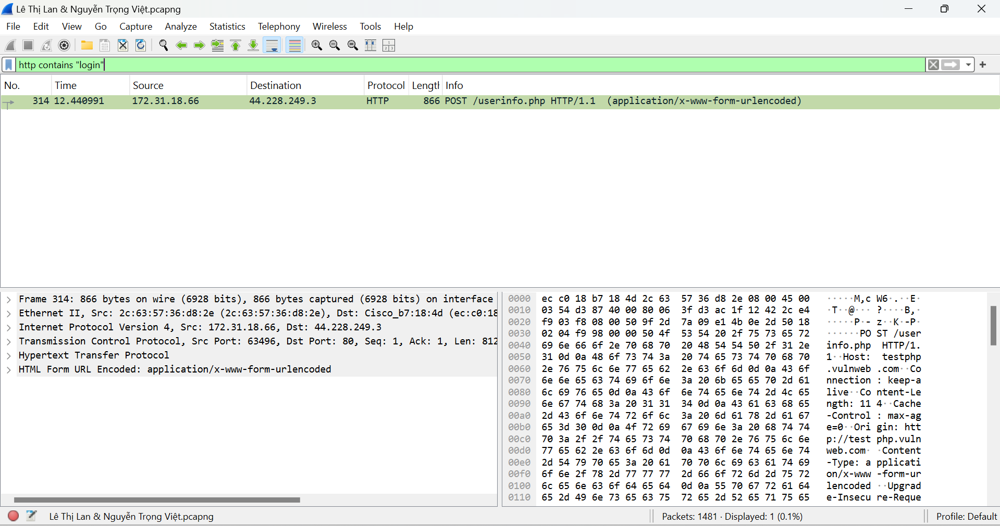 Lê Thị Lan & Nguyễn Trọng Việt.pcapng
File Edit View Go Capture Analyze Statistics Telephony Wireless Tools Help
http contains "login"
No. Time Source Destination Protocol Lengtl Info
314 12.440991 172.31.18.66 44.228.249.3 HTTP 866 POST /userinfo.php HTTP/1.1 (application/x-www-form-urlencoded)
Frame 314: 866 bytes on wire (6928 bits), 866 bytes captured (6928 bits) on interface
Ethernet II, Src: 2c:63:57:36:d8:2e (2c:63:57:36:d8:2e), Dst: Cisco_b7:18:4d (ec:c0:18
Internet Protocol Version 4, Src: 172.31.18.66, Dst: 44.228.249.3
Transmission Control Protocol, Src Port: 63496, Dst Port: 80, Seq: 1, Ack: 1, Len: 812
Hypertext Transfer Protocol
HTML Form URL Encoded: application/x-www-form-urlencoded
0000 ec c0 18 b7 18 4d 2c 63 57 36 d8 2e 08 00 45 00 ·····M,c W6·.··E·
0010 03 54 d3 87 40 00 80 06 3f d3 ac 1f 12 42 2c e4 ·T··@··· ?····B,·
0020 f9 03 f8 08 00 50 9f 2d 7a 09 e1 4b 0e 2d 50 18 ·····P·- z··K·-P·
0030 02 04 f9 98 00 00 50 4f 53 54 20 2f 75 73 65 72 ······PO ST /user
0040 69 6e 66 6f 2e 70 68 70 20 48 54 54 50 2f 31 2e info.php HTTP/1.
0050 31 0d 0a 48 6f 73 74 3a 20 74 65 73 74 70 68 70 1··Host: testphp
0060 2e 76 75 6c 6e 77 65 62 2e 63 6f 6d 0d 0a 43 6f .vulnweb .com··Co
0070 6e 6e 65 63 74 69 6f 6e 3a 20 6b 65 65 70 2d 61 nnection : keep-a
0080 6c 69 76 65 0d 0a 43 6f 6e 74 65 6e 74 2d 4c 65 live··Co ntent-Le
0090 6e 67 74 68 3a 20 31 31 34 0d 0a 43 61 63 68 65 ngth: 11 4··Cache
00a0 2d 43 6f 6e 74 72 6f 6c 3a 20 6d 61 78 2d 61 67 -Control : max-ag
00b0 65 3d 30 0d 0a 4f 72 69 67 69 6e 3a 20 68 74 74 e=0··Ori gin: htt
00c0 70 3a 2f 2f 74 65 73 74 70 68 70 2e 76 75 6c 6e p://test php.vuln
00d0 77 65 62 2e 63 6f 6d 0d 0a 43 6f 6e 74 65 6e 74 web.com· ·Content
00e0 2d 54 79 70 65 3a 20 61 70 70 6c 69 63 61 74 69 -Type: a pplicati
00f0 6f 6e 2f 78 2d 77 77 77 2d 66 6f 72 6d 2d 75 72 on/x-www -form-ur
0100 6c 65 6e 63 6f 64 65 64 0d 0a 55 70 67 72 61 64 lencoded ··Upgrad
0110 65 2d 49 6e 73 65 63 75 72 65 2d 52 65 71 75 65 e-Insecu re-Reque
Lê Thị Lan & Nguyễn Trọng Việt.pcapng
Packets: 1481 · Displayed: 1 (0.1%)
Profile: Default